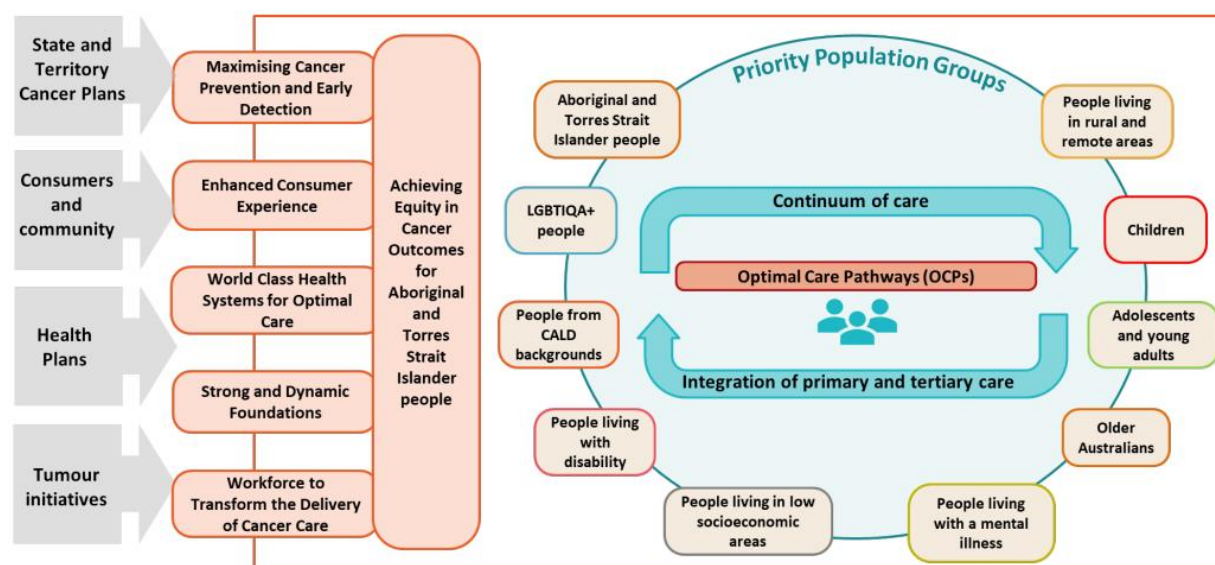 State and
Territory
Cancer Plans
Consumers
and
community
Health
Plans
Tumour
initiatives
Maximising Cancer
Prevention and Early
Detection
Enhanced Consumer
Experience
World Class Health
Systems for Optimal
Care
Strong and Dynamic
Foundations
Workforce to
Transform the Delivery
of Cancer Care
Achieving
Equity in
Cancer
Outcomes
for
Aboriginal
and
Torres
Strait
Islander
people
Priority Population Groups
Aboriginal and
Torres Strait
Islander people
People living
in rural and
remote areas
LGBTIQA+
people
Children
People from
CALD
backgrounds
Adolescents
and young
adults
People living
with
disability
Older
Australians
People living in low
socioeconomic
areas
People living
with a mental
illness
Continuum of care
Optimal Care Pathways (OCPs)
Integration of primary and tertiary care